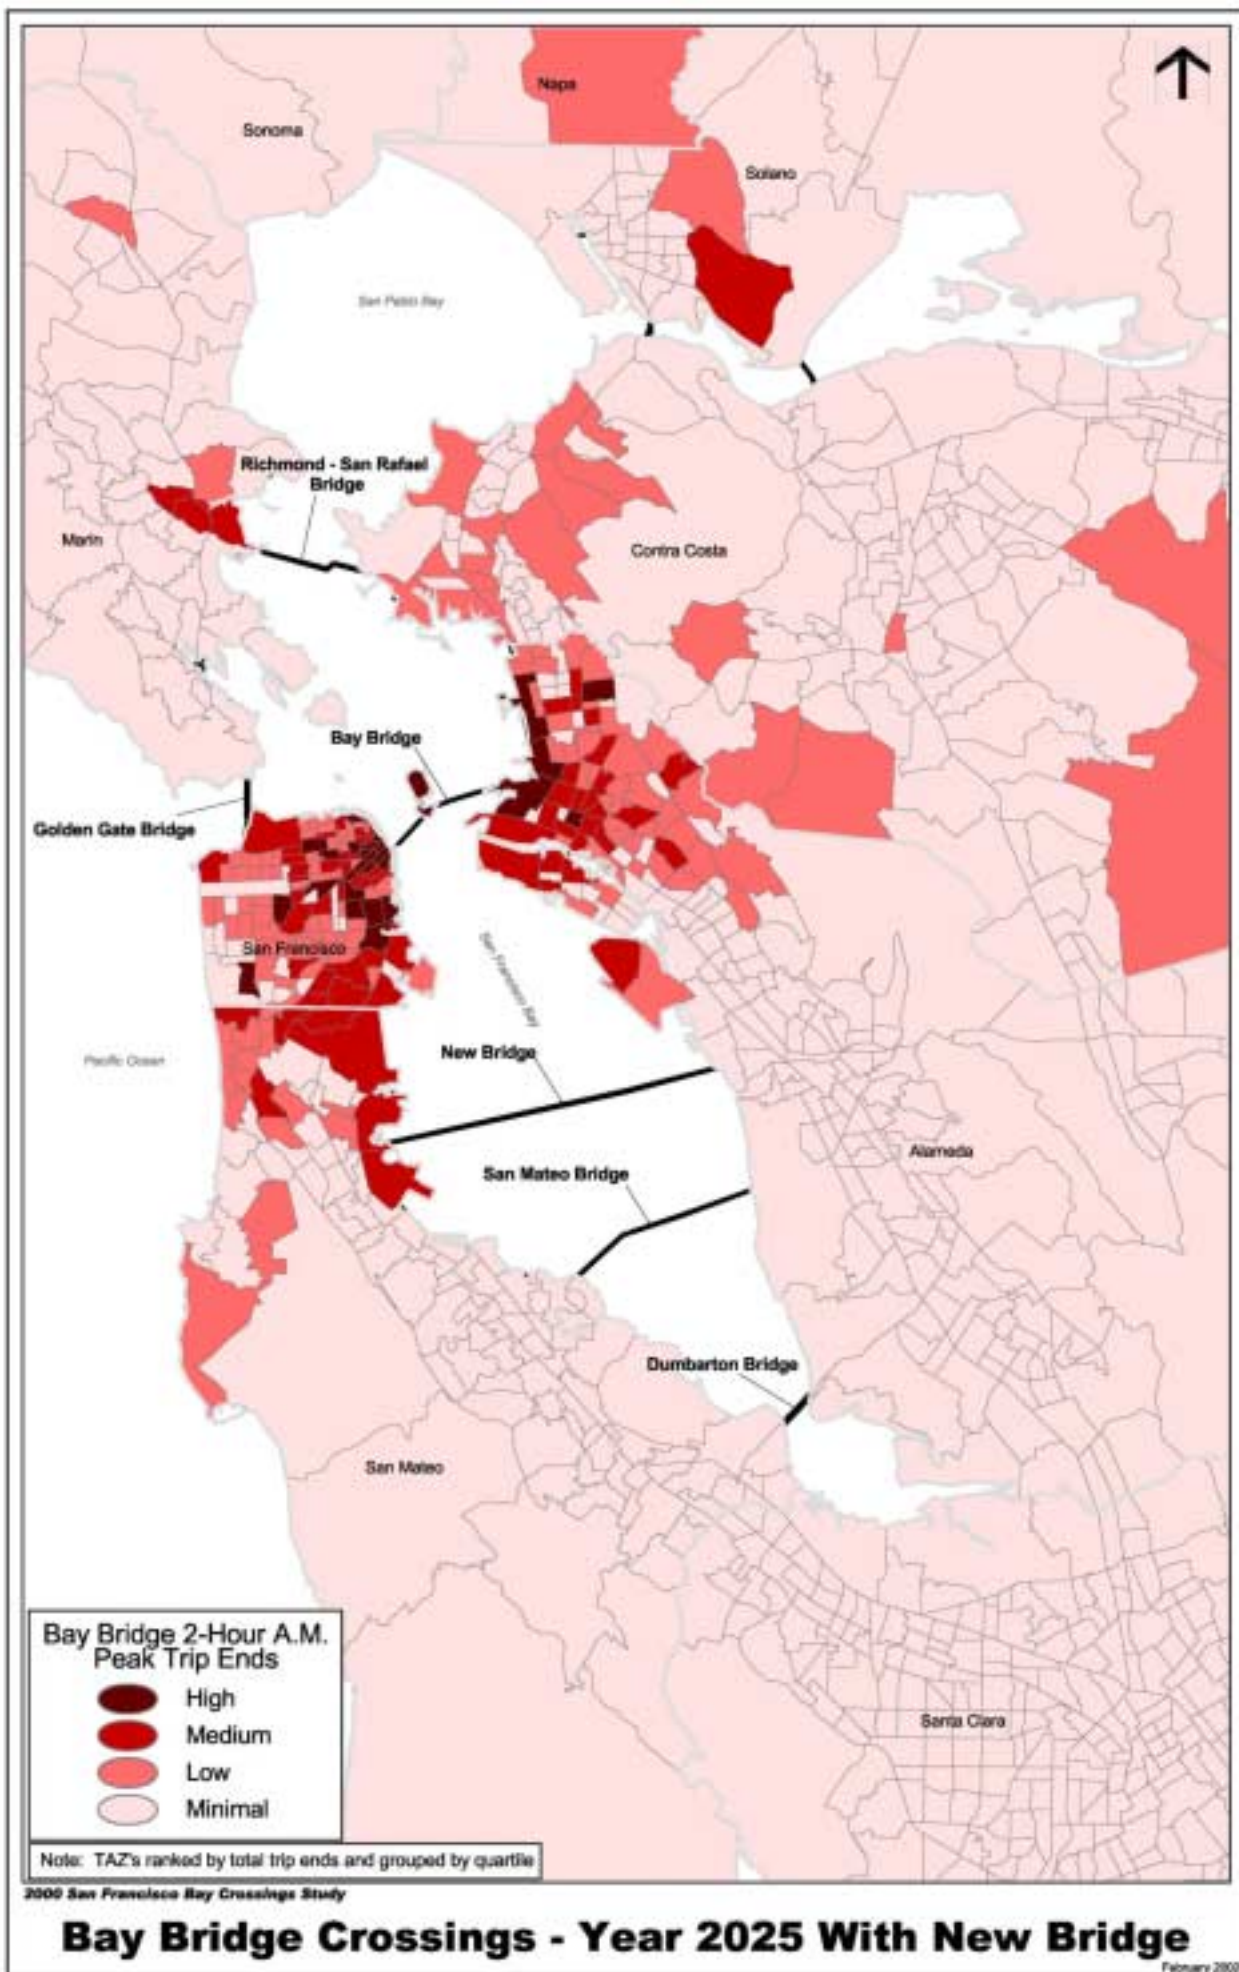 Napa
Sonoma
Solano
San Pablo Bay
Richmond - San Rafael
Bridge
Marin
Contra Costa
Bay Bridge
Golden Gate Bridge
San Francisco
San Francisco Bay
Pacific Ocean
New Bridge
Alameda
San Mateo Bridge
Dumbarton Bridge
San Mateo
Santa Clara
Bay Bridge 2-Hour A.M.
Peak Trip Ends
High
Medium
Low
Minimal
Note: TAZ's ranked by total trip ends and grouped by quartile
2000 San Francisco Bay Crossings Study
Bay Bridge Crossings - Year 2025 With New Bridge
February 2002